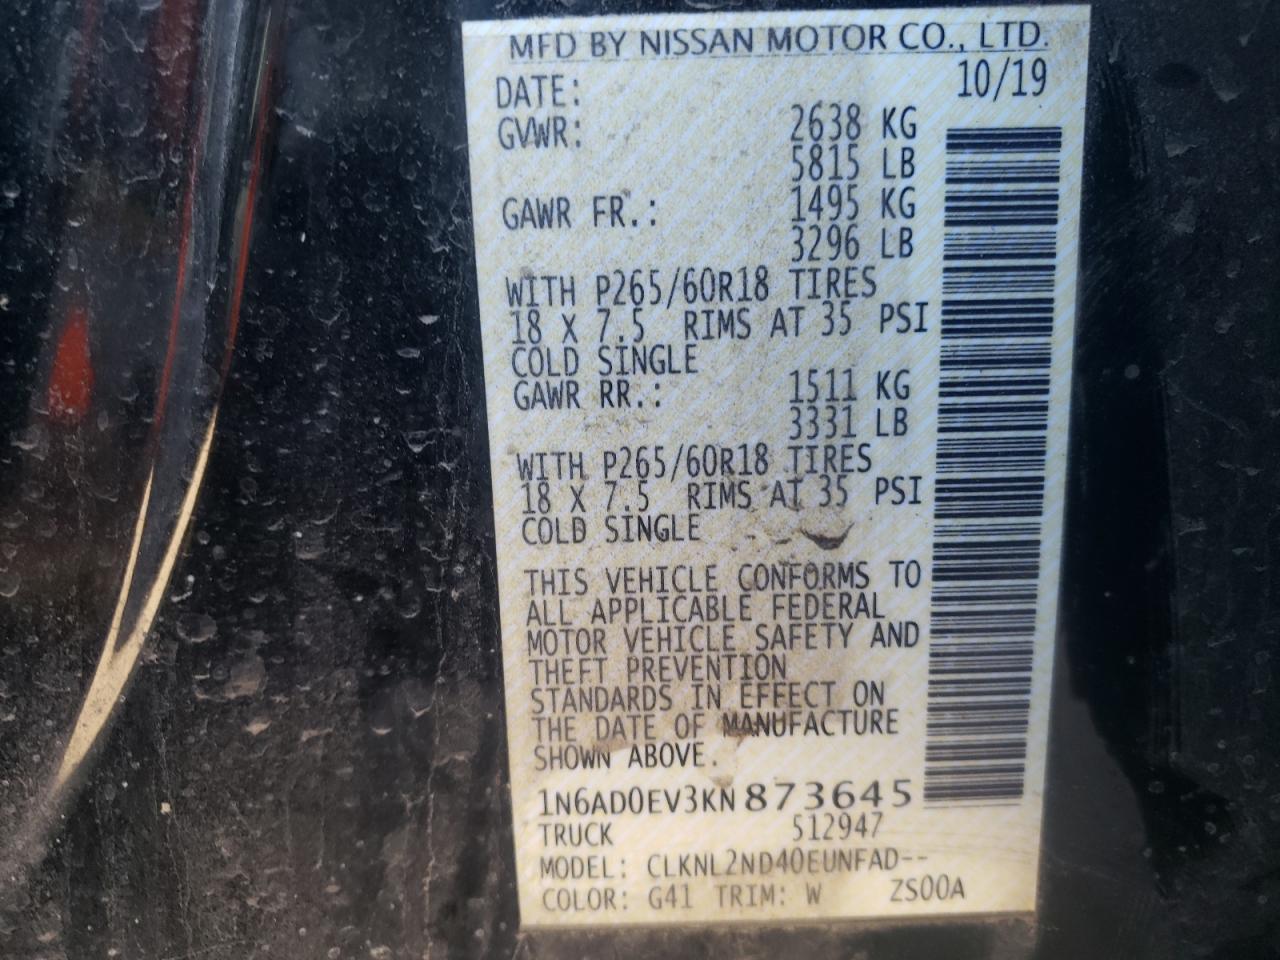 MFD BY NISSAN MOTOR CO., LTD.
DATE: 10/19
GVWR: 2638 KG
5815 LB
GAWR FR.: 1495 KG
3296 LB
WITH P265/60R18 TIRES
18 X 7.5 RIMS AT 35 PSI
COLD SINGLE
GAWR RR.: 1511 KG
3331 LB
WITH P265/60R18 TIRES
18 X 7.5 RIMS AT 35 PSI
COLD SINGLE
THIS VEHICLE CONFORMS TO
ALL APPLICABLE FEDERAL
MOTOR VEHICLE SAFETY AND
THEFT PREVENTION
STANDARDS IN EFFECT ON
THE DATE OF MANUFACTURE
SHOWN ABOVE.
1N6AD0EV3KN873645
TRUCK 512947
MODEL: CLKNL2ND40EUNFAD--
COLOR: G41 TRIM: W ZS00A